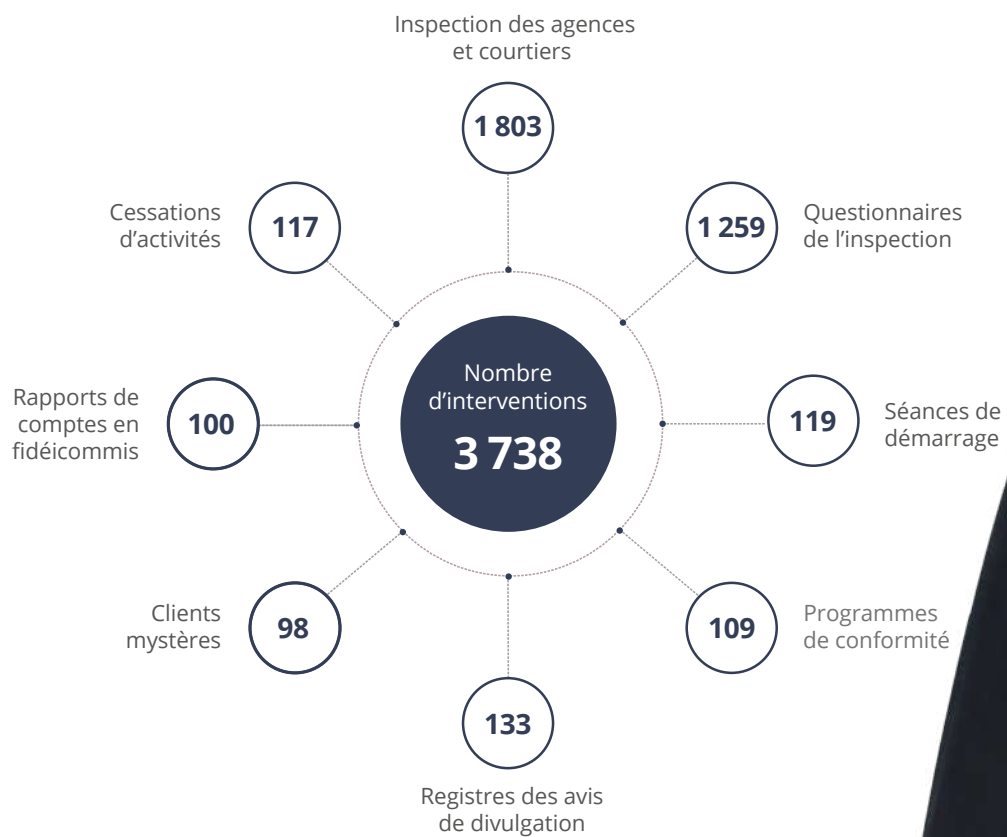 Inspection des agences
et courtiers
1 803
Cessations
d’activités
117
1 259
Questionnaires
de l’inspection
Nombre
d’interventions
3 738
Rapports de
comptes en
fidéicommis
100
119
Séances de
démarrage
Clients
mystères
98
109
Programmes
de conformité
133
Registres des avis
de divulgation